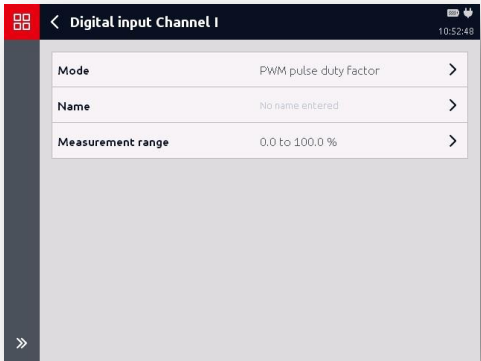 Digital input Channel I
10:52:48
Mode PWM pulse duty factor
Name No name entered
Measurement range 0.0 to 100.0 %